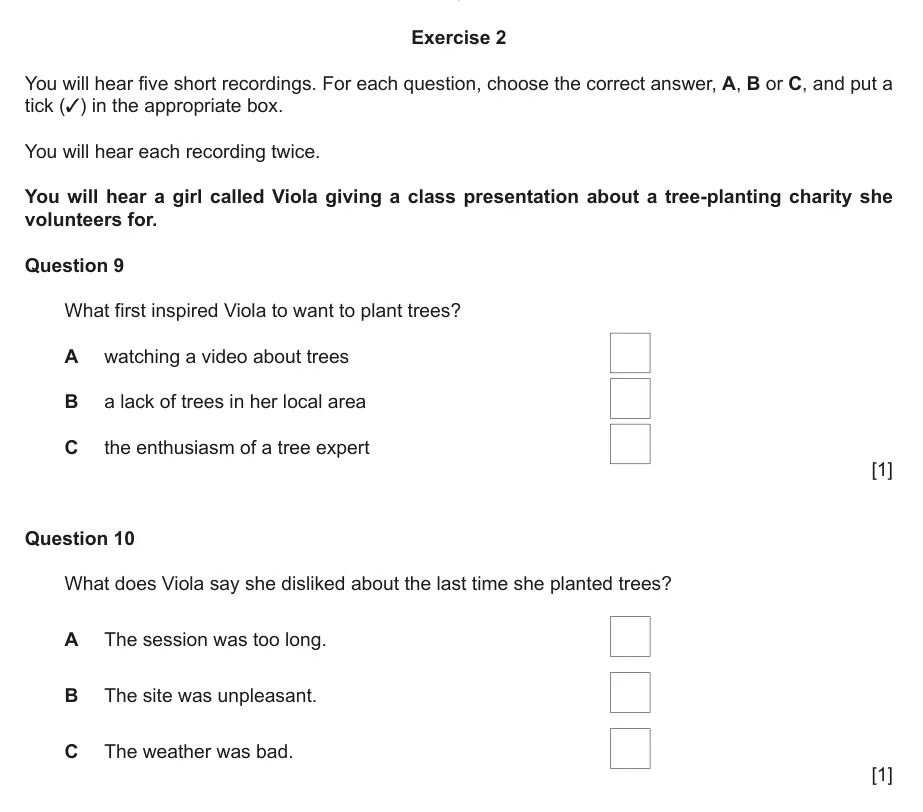 Exercise 2
You will hear five short recordings. For each question, choose the correct answer, A, B or C, and put a
tick (✓) in the appropriate box.
You will hear each recording twice.
You will hear a girl called Viola giving a class presentation about a tree-planting charity she
volunteers for.
Question 9
What first inspired Viola to want to plant trees?
A watching a video about trees
B a lack of trees in her local area
C the enthusiasm of a tree expert
[1]
Question 10
What does Viola say she disliked about the last time she planted trees?
A The session was too long.
B The site was unpleasant.
C The weather was bad.
[1]